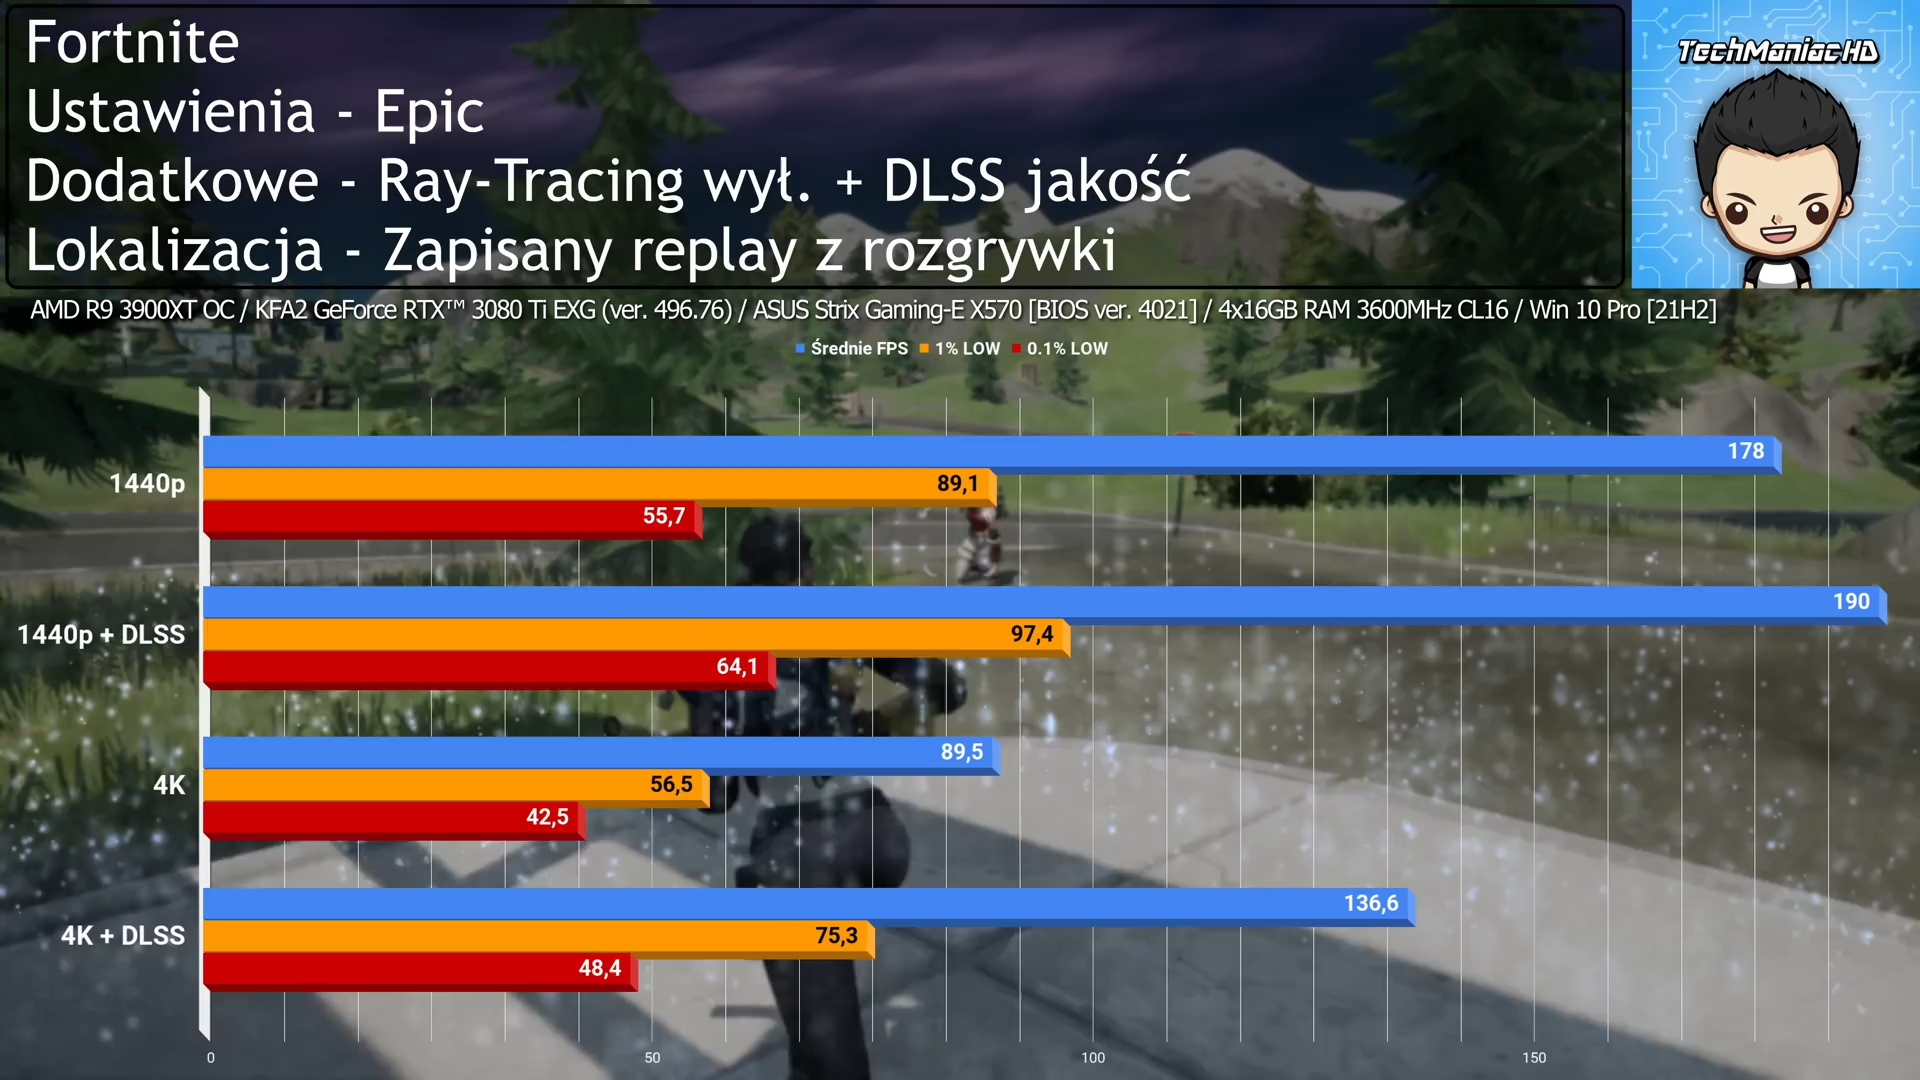 Fortnite
TechManiacHD
Ustawienia - Epic
Dodatkowe - Ray-Tracing wył. + DLSS jakość
Lokalizacja - Zapisany replay z rozgrywki
AMD R9 3900XT OC / KFA2 GeForce RTX™ 3080 Ti EXG (ver. 496.76) / ASUS Strix Gaming-E X570 [BIOS ver. 4021] / 4x16GB RAM 3600MHz CL16 / Win 10 Pro [21H2]
Średnie FPS 1% LOW 0.1% LOW
178
1440p 89,1
55,7
190
1440p + DLSS 97,4
64,1
89,5
4K 56,5
42,5
136,6
4K + DLSS 75,3
48,4
0 50 100 150